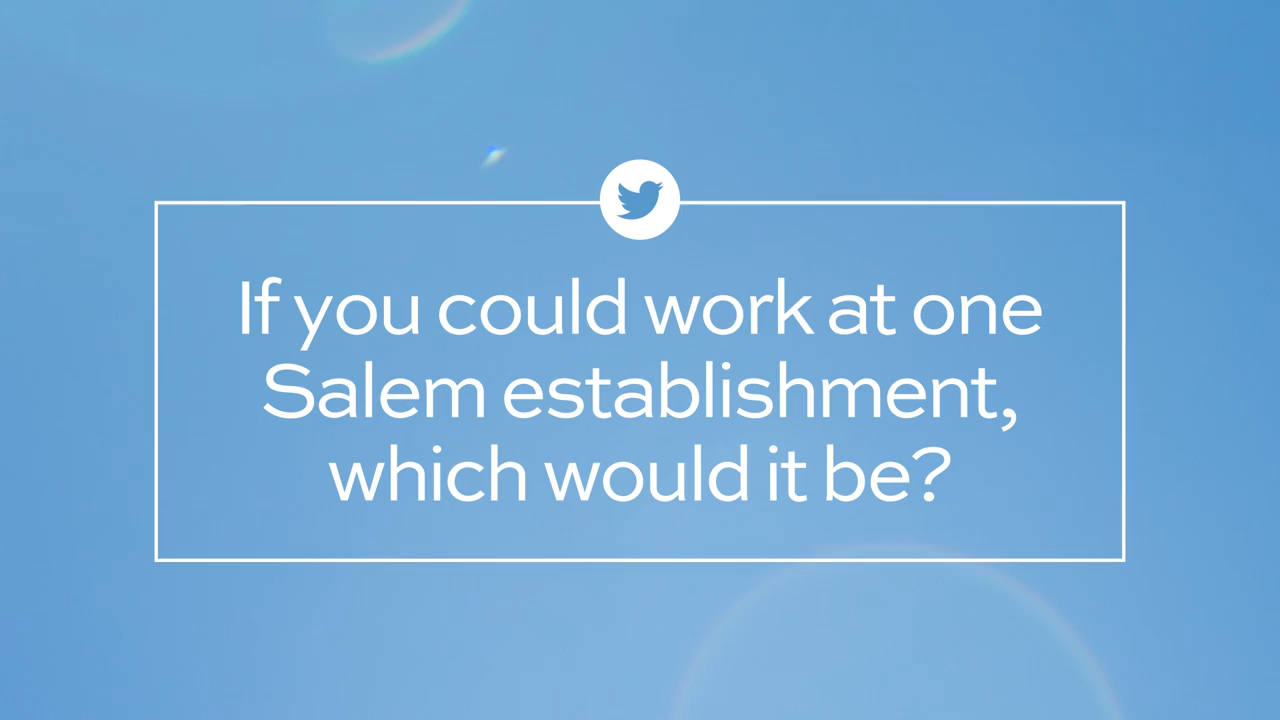 If you could work at one
Salem establishment,
which would it be?